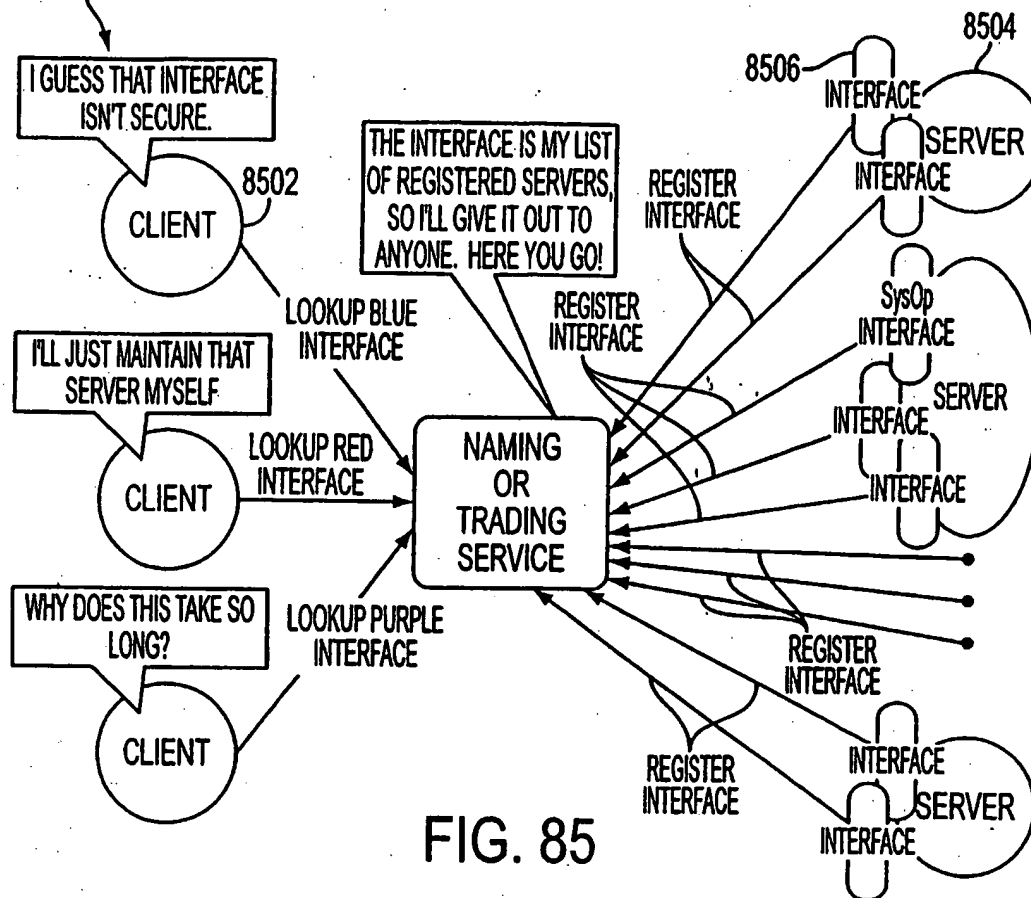 I GUESS THAT INTERFACE
ISN'T SECURE.
CLIENT
8502
THE INTERFACE IS MY LIST
OF REGISTERED SERVERS,
SO I'LL GIVE IT OUT TO
ANYONE. HERE YOU GO!
REGISTER
INTERFACE
8506
8504
INTERFACE
SERVER
INTERFACE
LOOKUP BLUE
INTERFACE
REGISTER
INTERFACE
SysOp
INTERFACE
SERVER
INTERFACE
INTERFACE
I'LL JUST MAINTAIN THAT
SERVER MYSELF
CLIENT
LOOKUP RED
INTERFACE
NAMING
OR
TRADING
SERVICE
WHY DOES THIS TAKE SO
LONG?
CLIENT
LOOKUP PURPLE
INTERFACE
REGISTER
INTERFACE
REGISTER
INTERFACE
INTERFACE
SERVER
INTERFACE
FIG. 85